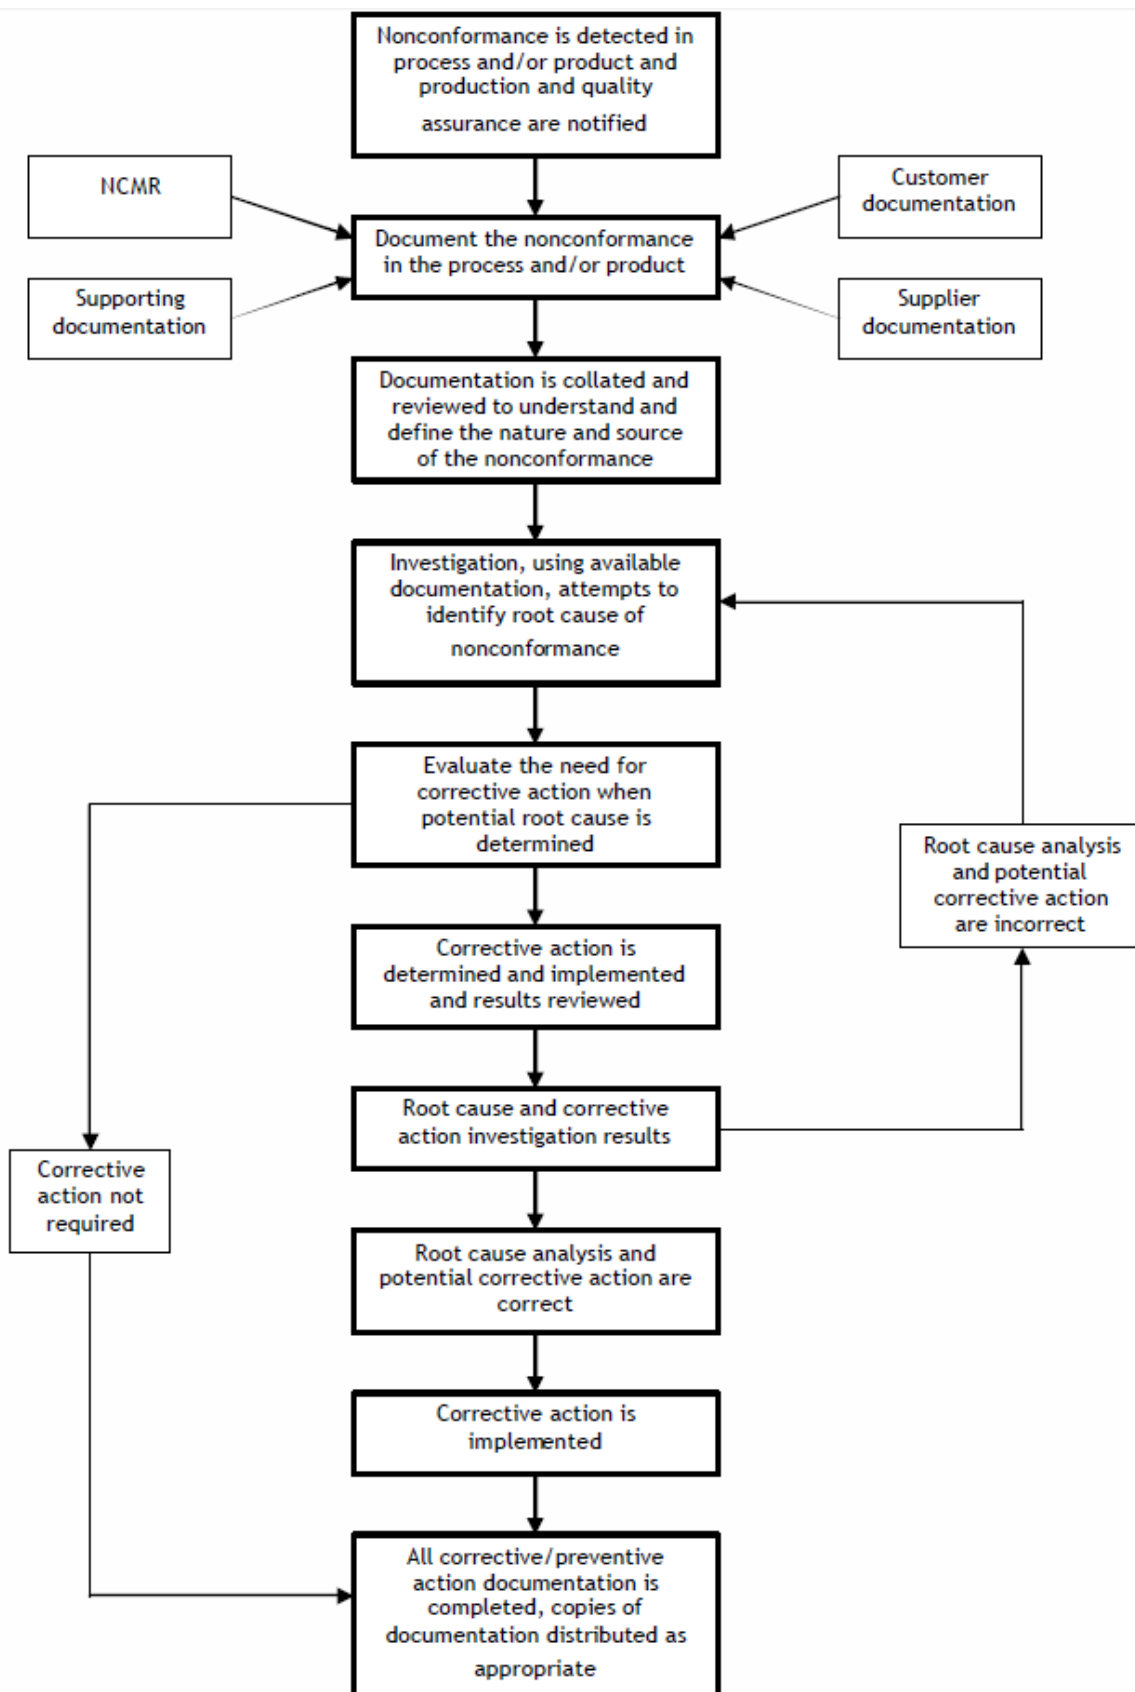 Nonconformance is detected in
process and/or product and
production and quality
assurance are notified
NCMR
Customer
documentation
Document the nonconformance
in the process and/or product
Supporting
documentation
Supplier
documentation
Documentation is collated and
reviewed to understand and
define the nature and source
of the nonconformance
Investigation, using available
documentation, attempts to
identify root cause of
nonconformance
Evaluate the need for
corrective action when
potential root cause is
determined
Root cause analysis
and potential
corrective action
are incorrect
Corrective action is
determined and implemented
and results reviewed
Root cause and corrective
action investigation results
Corrective
action not
required
Root cause analysis and
potential corrective action are
correct
Corrective action is
implemented
All corrective/preventive
action documentation is
completed, copies of
documentation distributed as
appropriate